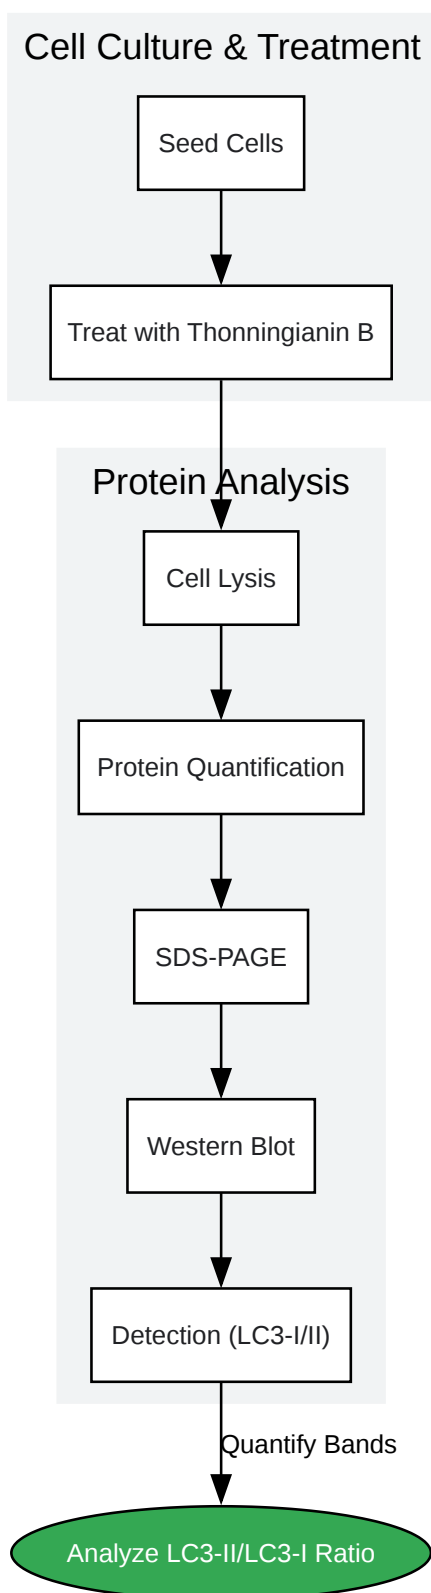 Cell Culture & Treatment
Seed Cells
Treat with Thonningianin B
Protein Analysis
Cell Lysis
Protein Quantification
SDS-PAGE
Western Blot
Detection (LC3-I/II)
Quantify Bands
Analyze LC3-II/LC3-I Ratio